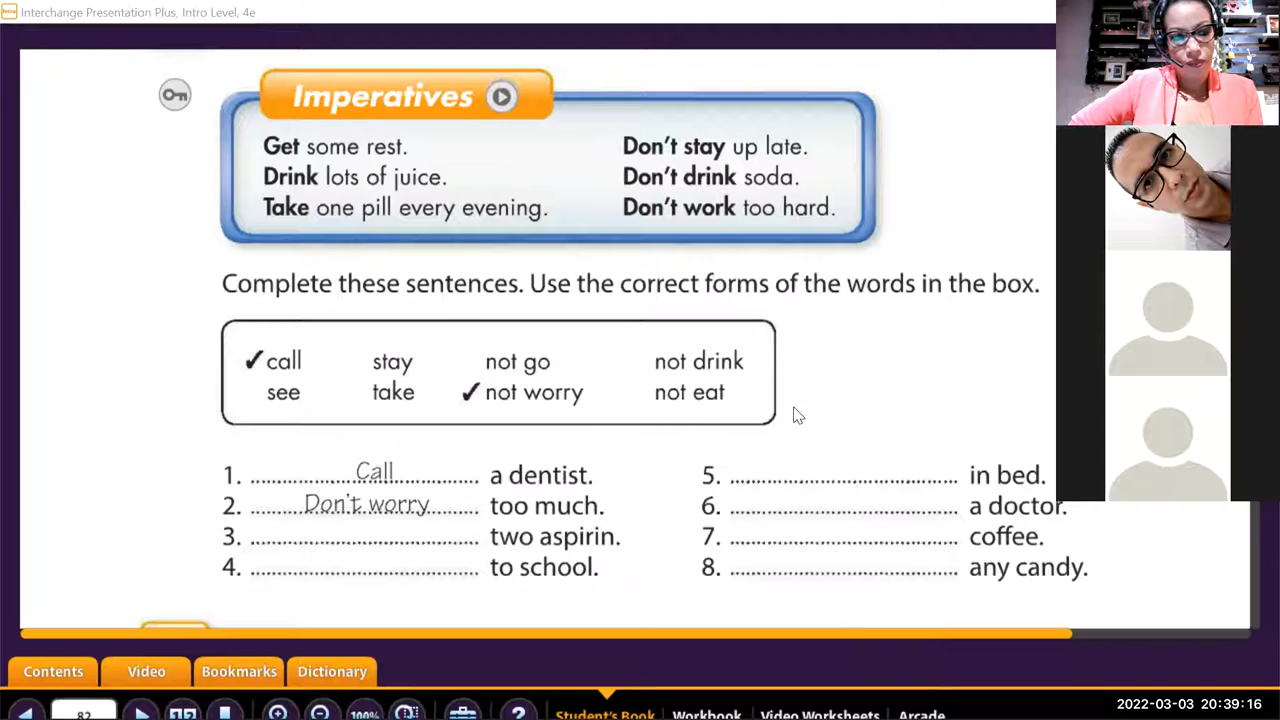 Interchange Presentation Plus, Intro Level, 4e
Imperatives
Get some rest.
Drink lots of juice.
Take one pill every evening.
Don't stay up late.
Don't drink soda.
Don't work too hard.
Complete these sentences. Use the correct forms of the words in the box.
✓ call stay not go not drink
see take ✓ not worry not eat
1. Call a dentist.
2. Don't worry too much.
3. two aspirin.
4. to school.
5. in bed.
6. a doctor.
7. coffee.
8. any candy.
Contents Video Bookmarks Dictionary
82 100% ? Student's Book Workbook Video Worksheets Arcade
2022-03-03 20:39:16